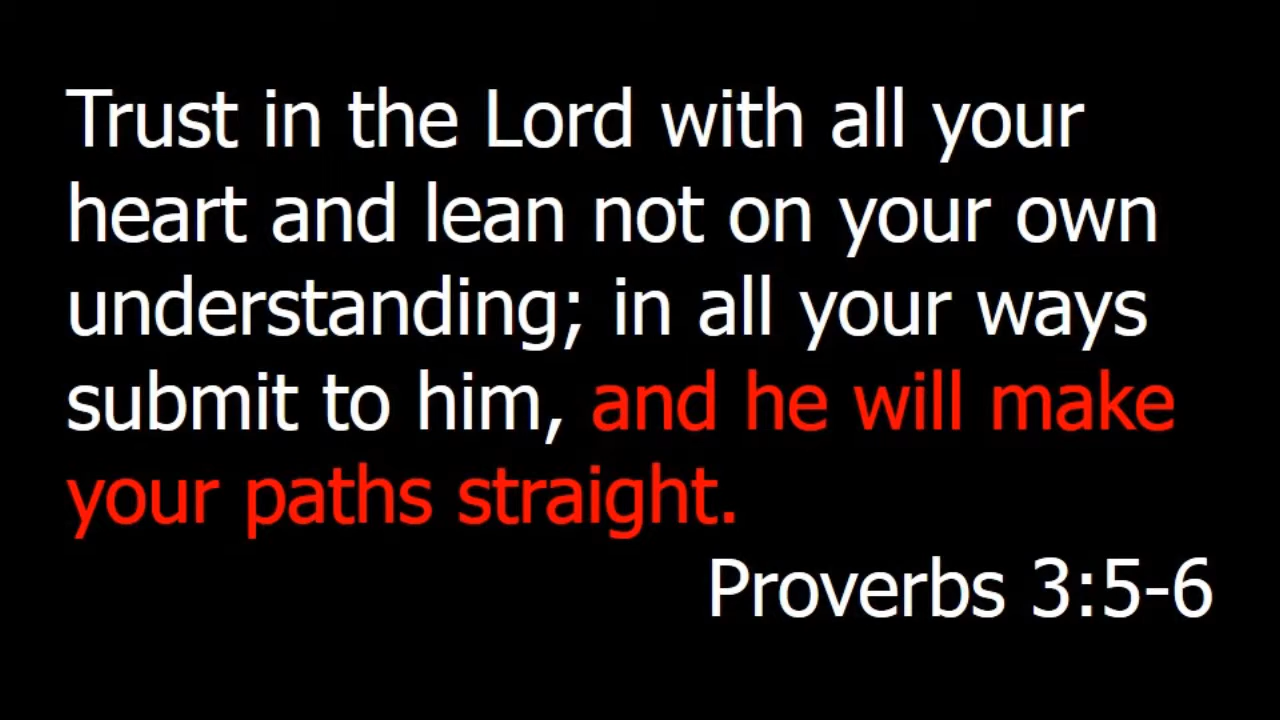 Trust in the Lord with all your
heart and lean not on your own
understanding; in all your ways
submit to him, and he will make
your paths straight.
Proverbs 3:5-6